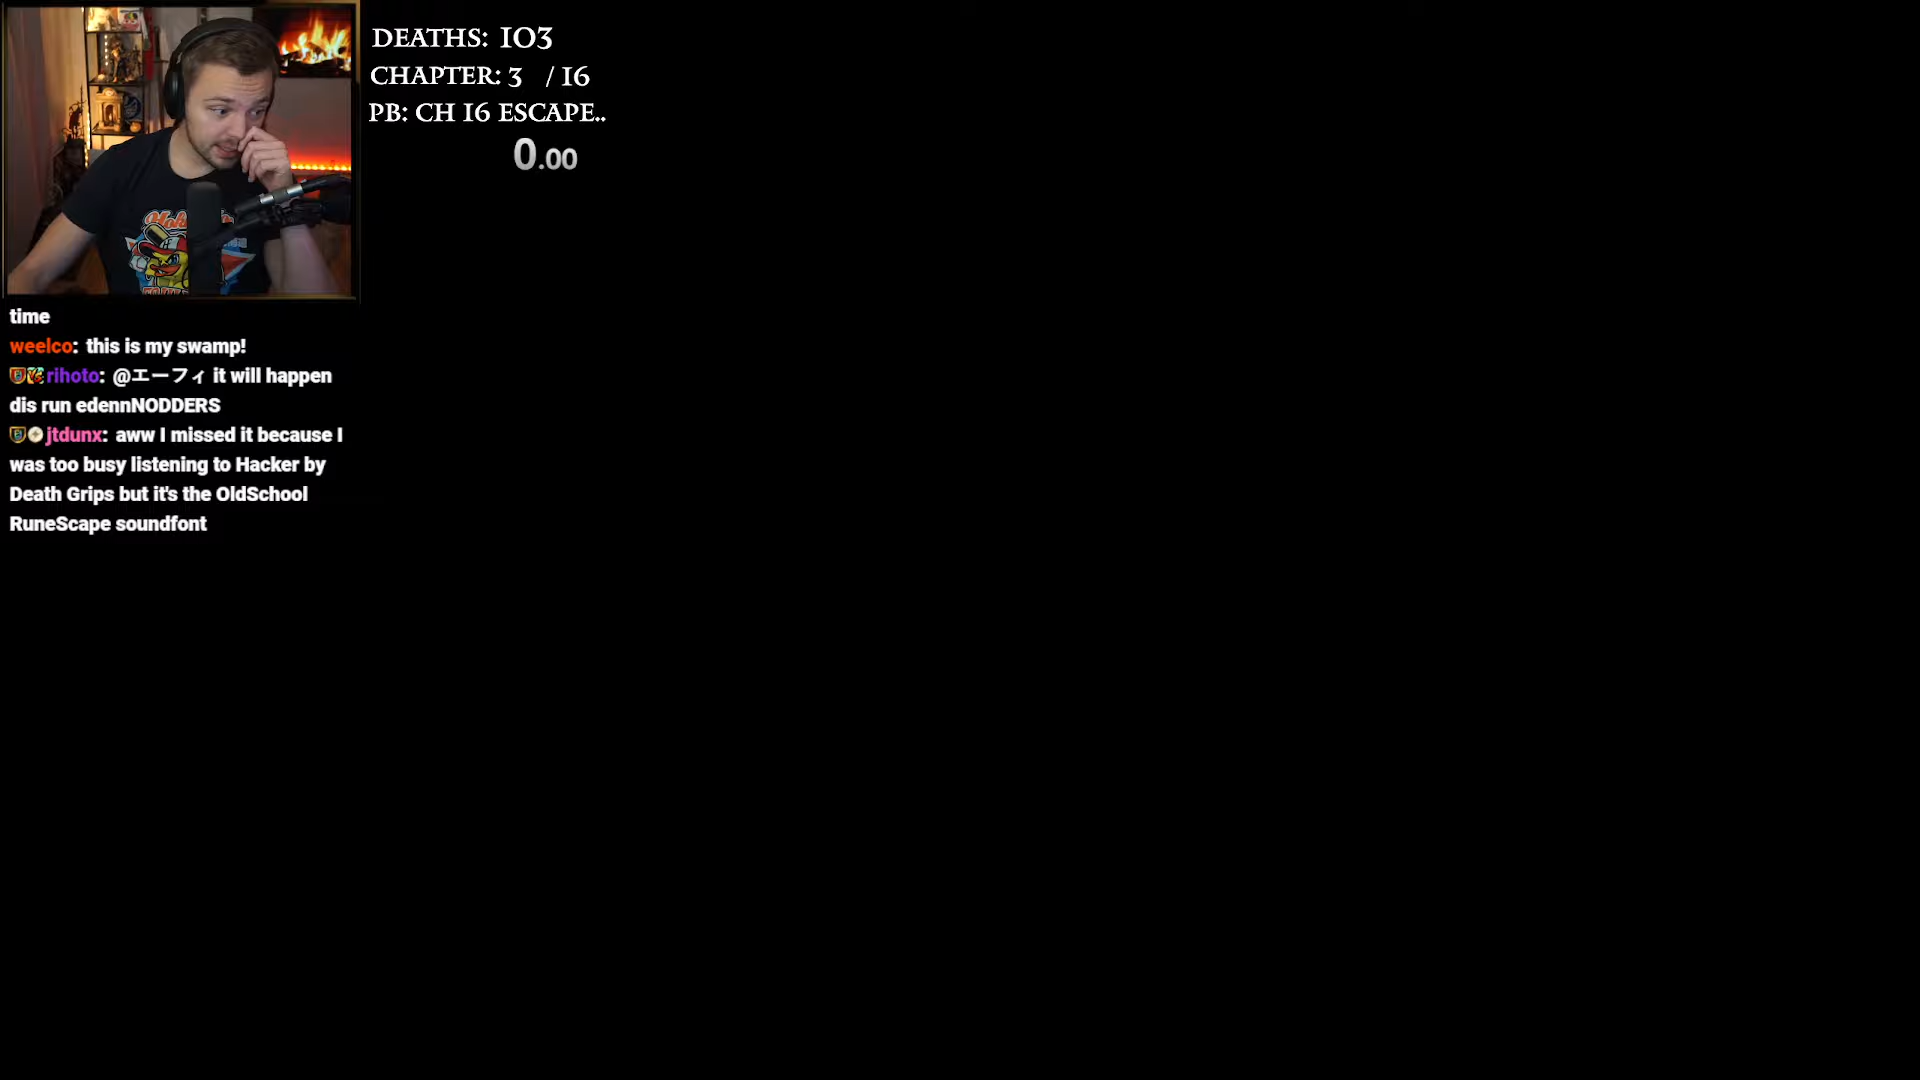 DEATHS: 103
CHAPTER: 3 / 16
PB: CH 16 ESCAPE..
0.00
time
weelco: this is my swamp!
rihoto: @エーフィ it will happen
dis run edennNODDERS
jtdunx: aww I missed it because I
was too busy listening to Hacker by
Death Grips but it's the OldSchool
RuneScape soundfont